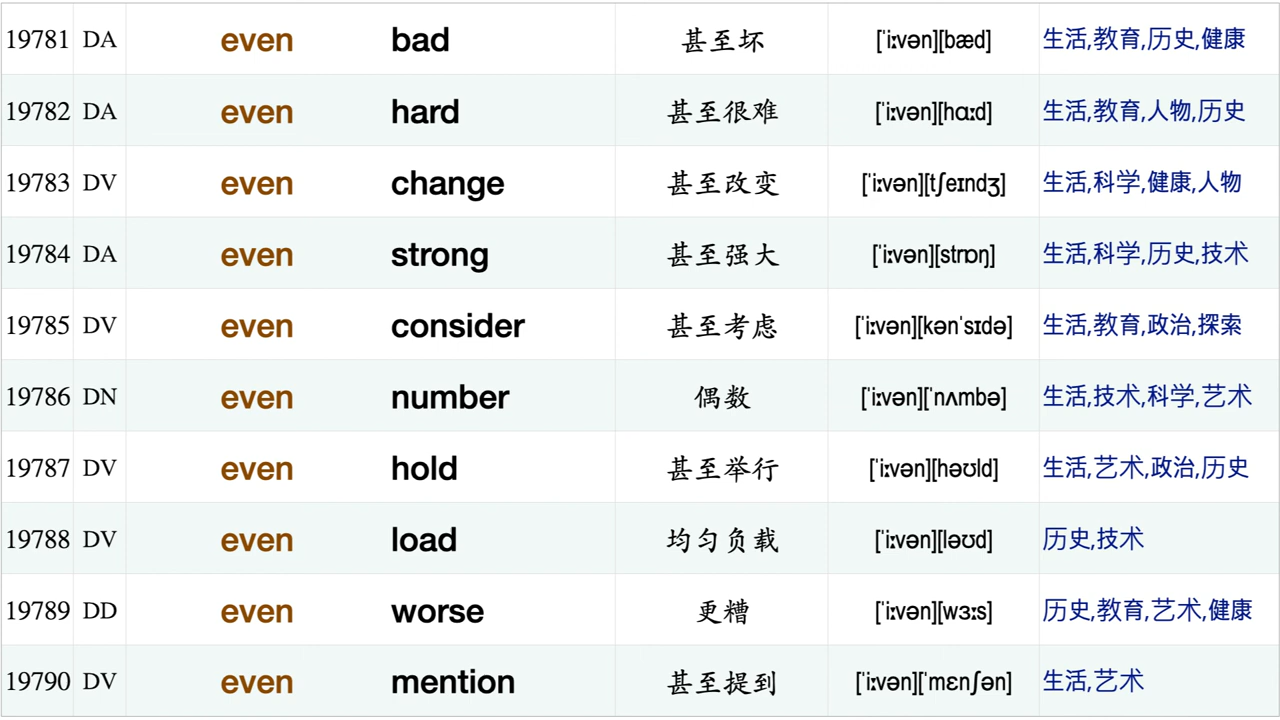 19781 DA even bad 甚至坏 [ˈiːvən][bæd] 生活,教育,历史,健康
19782 DA even hard 甚至很难 [ˈiːvən][hɑːd] 生活,教育,人物,历史
19783 DV even change 甚至改变 [ˈiːvən][tʃeɪndʒ] 生活,科学,健康,人物
19784 DA even strong 甚至强大 [ˈiːvən][strɒŋ] 生活,科学,历史,技术
19785 DV even consider 甚至考虑 [ˈiːvən][kənˈsɪdə] 生活,教育,政治,探索
19786 DN even number 偶数 [ˈiːvən][ˈnʌmbə] 生活,技术,科学,艺术
19787 DV even hold 甚至举行 [ˈiːvən][həʊld] 生活,艺术,政治,历史
19788 DV even load 均匀负载 [ˈiːvən][ləʊd] 历史,技术
19789 DD even worse 更糟 [ˈiːvən][wɜːs] 历史,教育,艺术,健康
19790 DV even mention 甚至提到 [ˈiːvən][ˈmɛnʃən] 生活,艺术